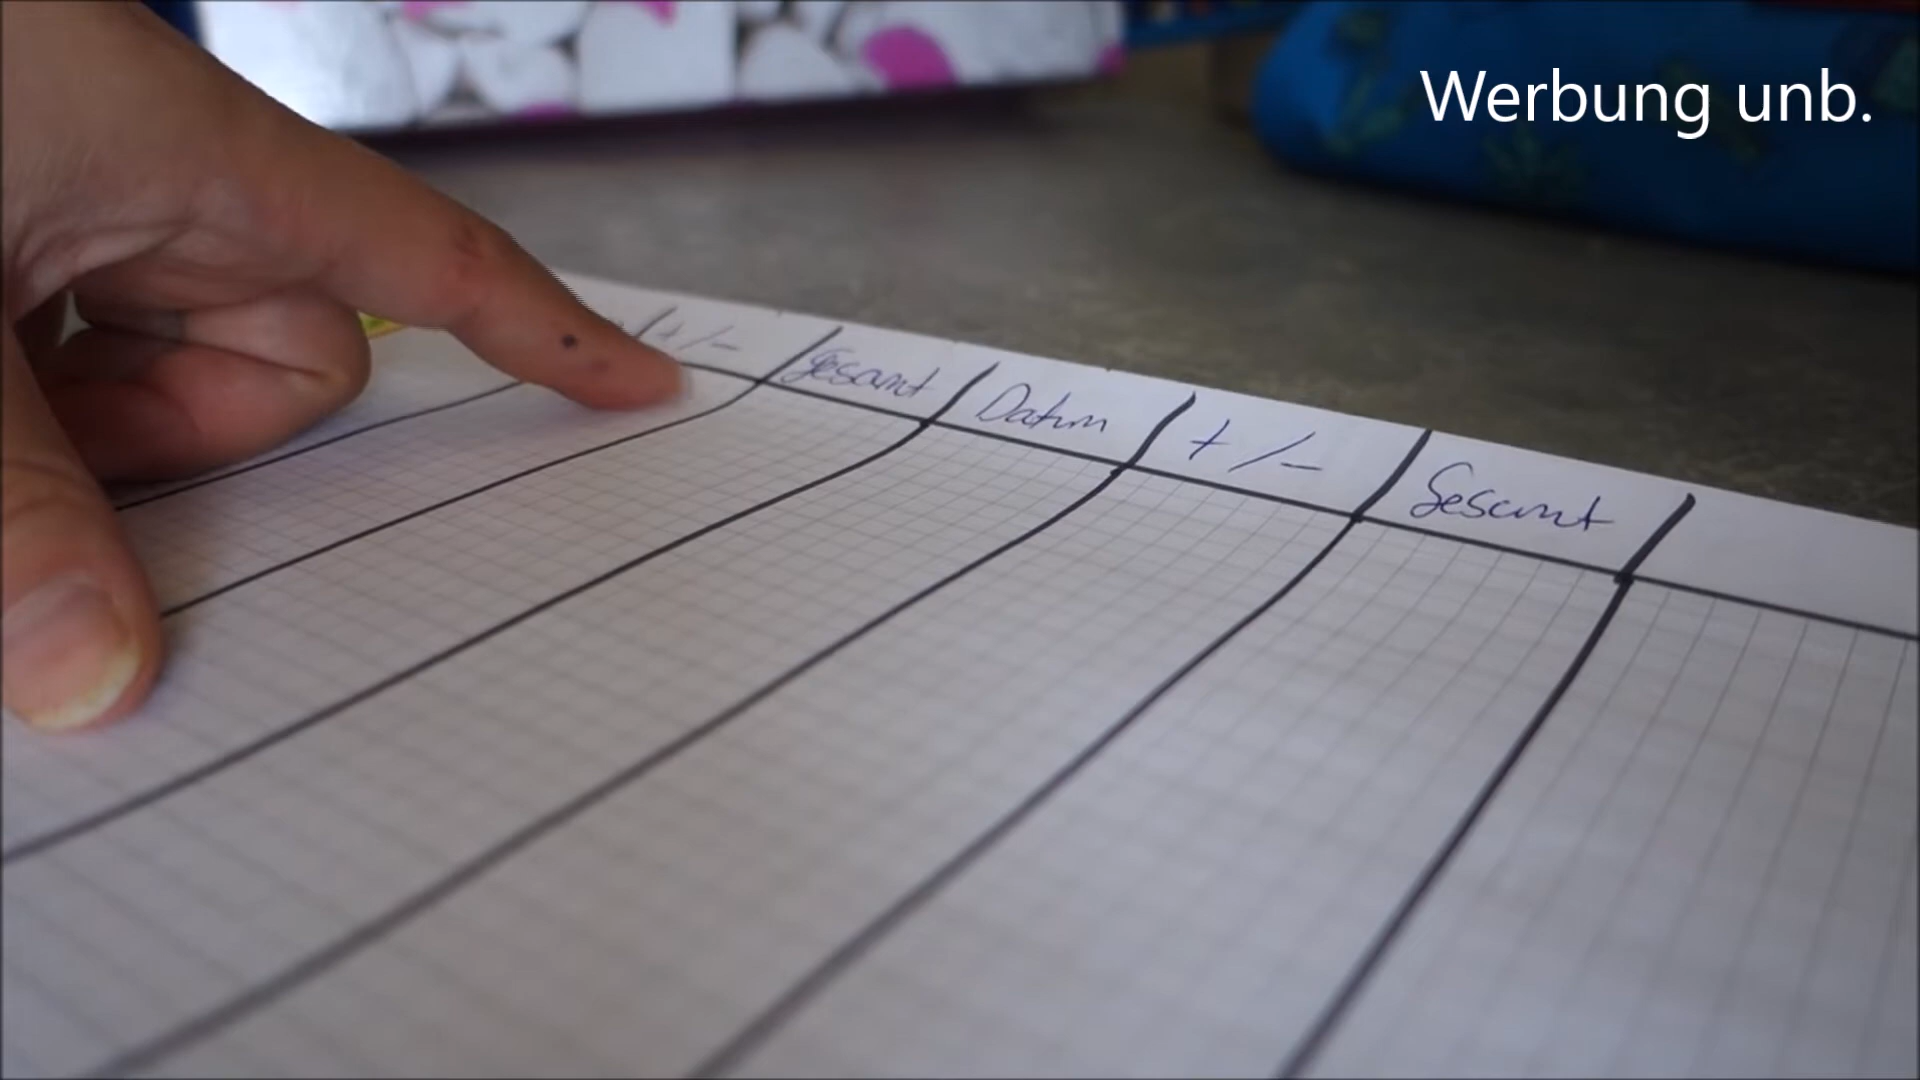 Werbung unb.
+/- Gesamt Datum +/- Gesamt